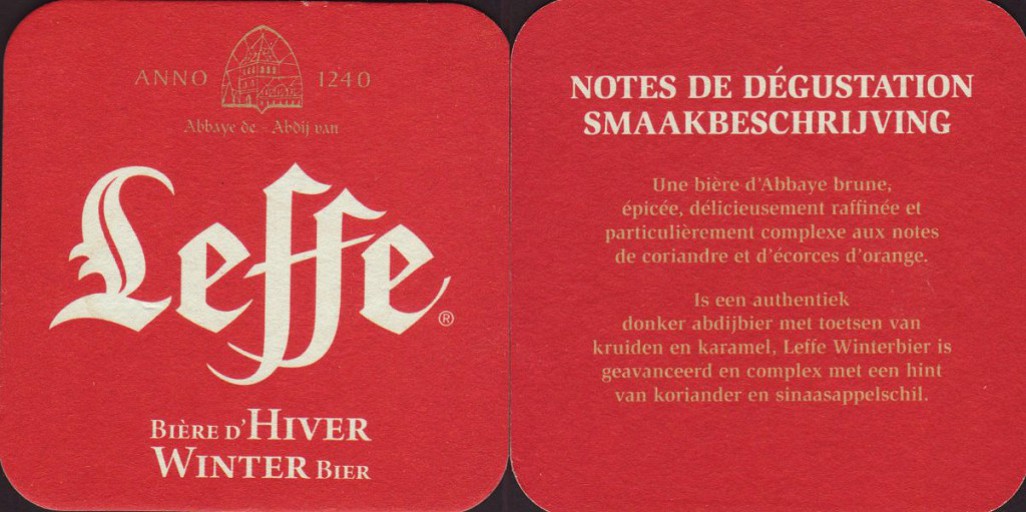 ANNO 1240
Abbaye de - Abdij van
Leffe®
BIÈRE D'HIVER
WINTER BIER
NOTES DE DÉGUSTATION
SMAAKBESCHRIJVING
Une bière d'Abbaye brune,
épicée, délicieusement raffinée et
particulièrement complexe aux notes
de coriandre et d'écorces d'orange.
Is een authentiek
donker abdijbier met toetsen van
kruiden en karamel, Leffe Winterbier is
geavanceerd en complex met een hint
van koriander en sinaasappelschil.